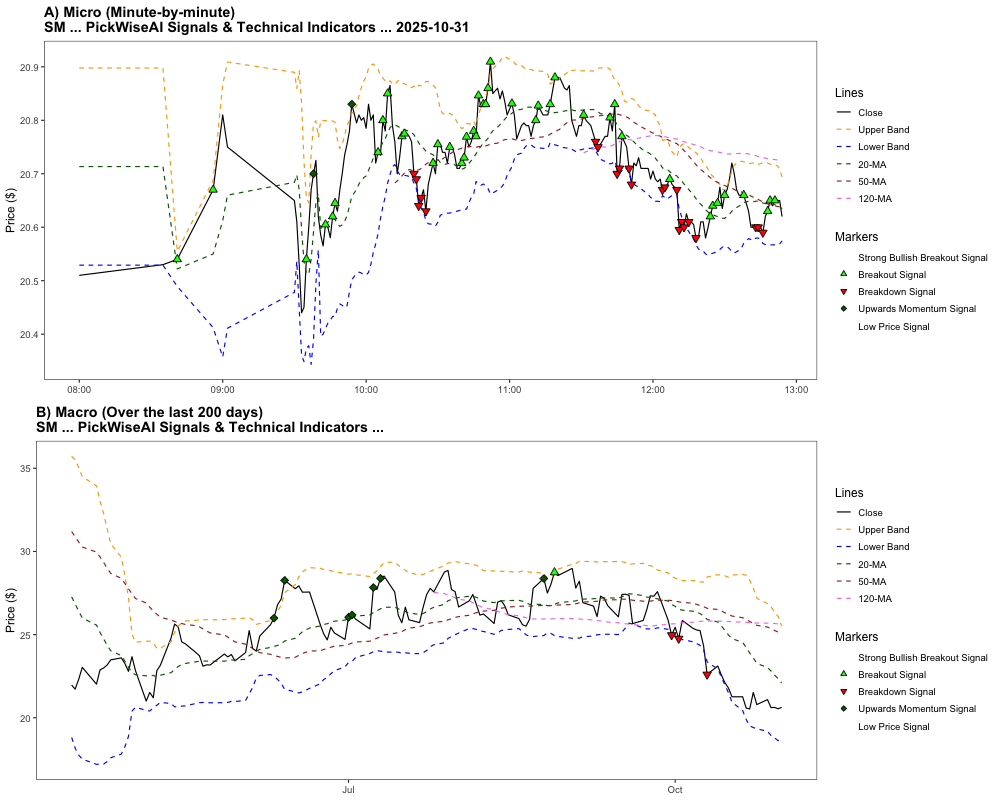 A) Micro (Minute-by-minute)
SM ... PickWiseAI Signals & Technical Indicators ... 2025-10-31
Price ($)
20.9
20.8
20.7
20.6
20.5
20.4
08:00 09:00 10:00 11:00 12:00 13:00
Lines
Close
Upper Band
Lower Band
20-MA
50-MA
120-MA
Markers
Strong Bullish Breakout Signal
Breakout Signal
Breakdown Signal
Upwards Momentum Signal
Low Price Signal
B) Macro (Over the last 200 days)
SM ... PickWiseAI Signals & Technical Indicators ...
Price ($)
35
30
25
20
Jul Oct
Lines
Close
Upper Band
Lower Band
20-MA
50-MA
120-MA
Markers
Strong Bullish Breakout Signal
Breakout Signal
Breakdown Signal
Upwards Momentum Signal
Low Price Signal